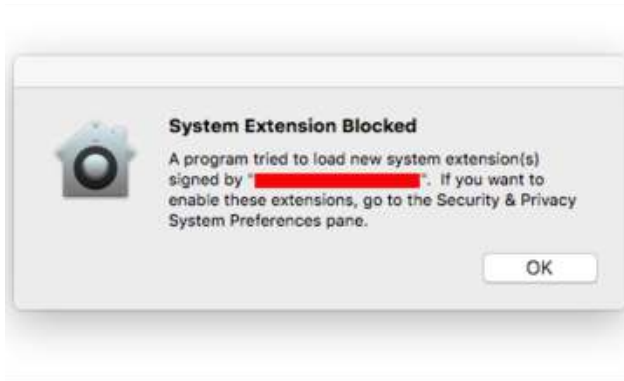 System Extension Blocked
A program tried to load new system extension(s)
signed by "". If you want to
enable these extensions, go to the Security & Privacy
System Preferences pane.
OK